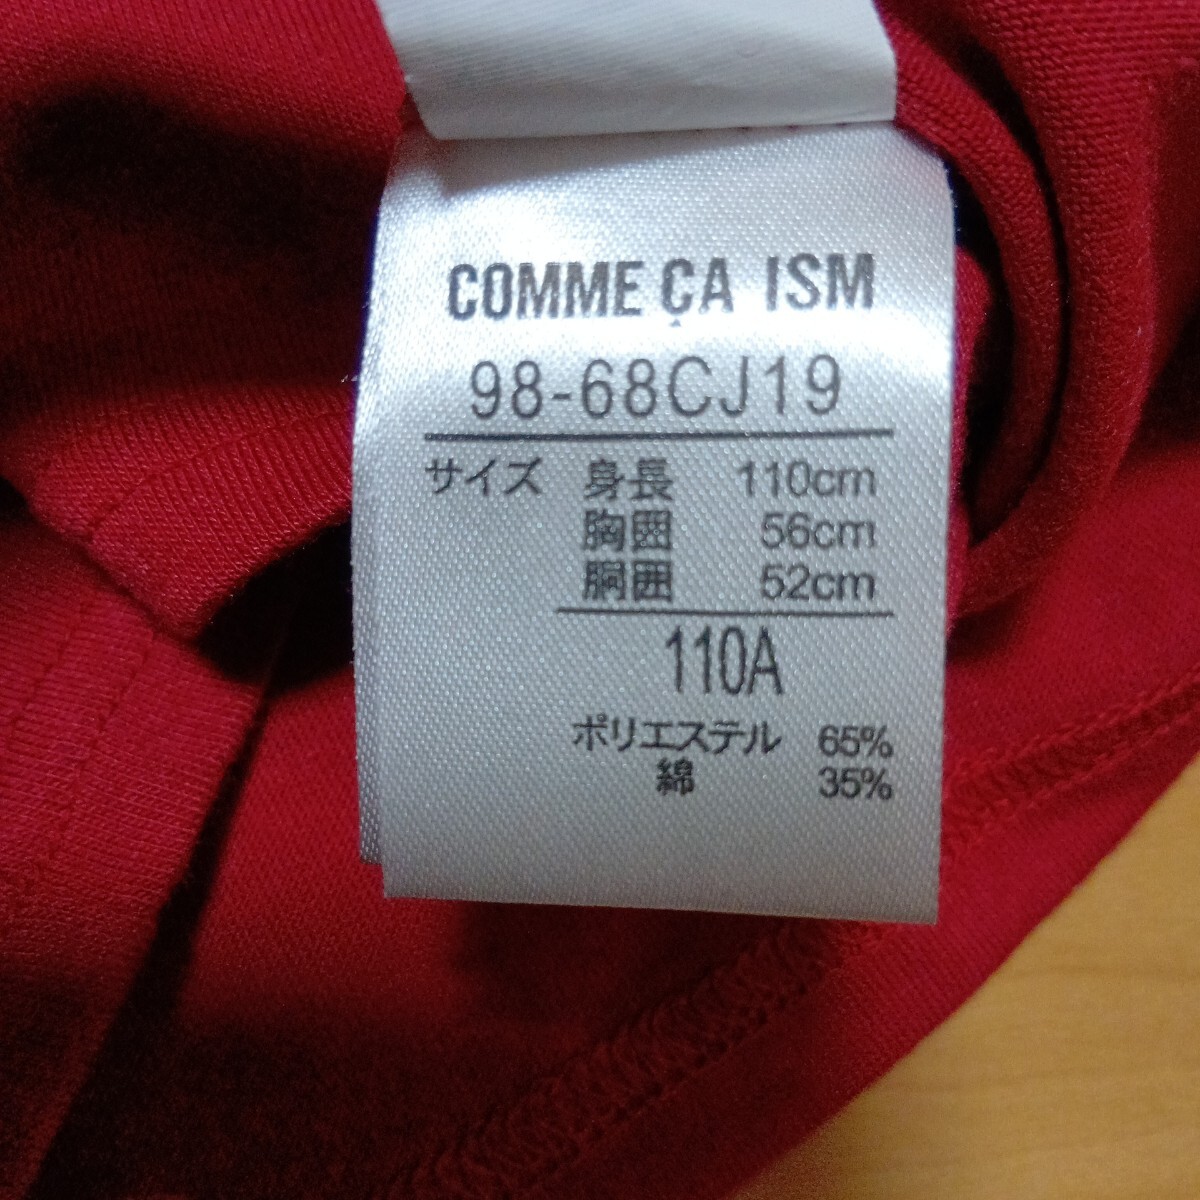 COMME ÇA ISM
98-68CJ19
サイズ 身長 110cm
胸囲 56cm
胴囲 52cm
110A
ポリエステル 65%
綿 35%